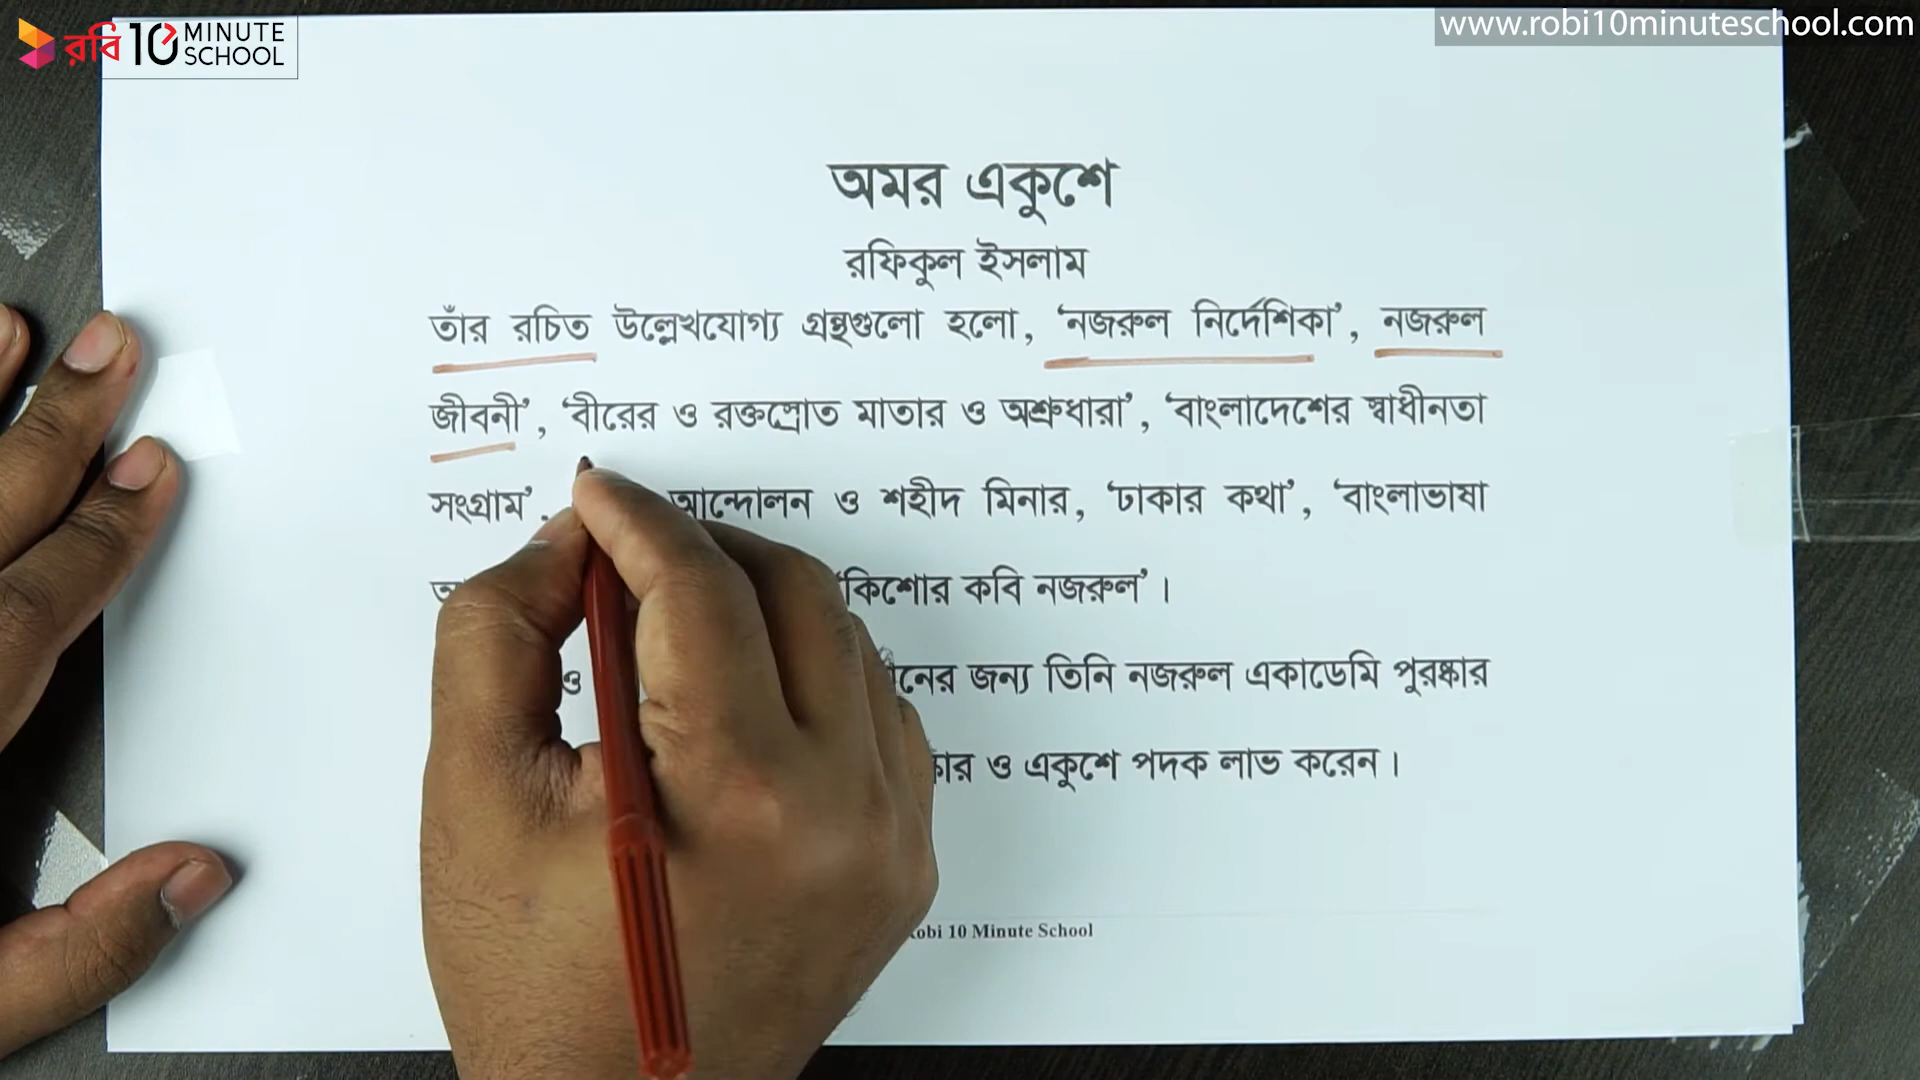 রবি 10 MINUTE SCHOOL
www.robi10minuteschool.com
অমর একুশে
রফিকুল ইসলাম
তাঁর রচিত উল্লেখযোগ্য গ্রন্থগুলো হলো, ‘নজরুল নির্দেশিকা’, নজরুল
জীবনী’, ‘বীরের ও রক্তস্রোত মাতার ও অশ্রুধারা’, ‘বাংলাদেশের স্বাধীনতা
সংগ্রাম’, আন্দোলন ও শহীদ মিনার, ‘ঢাকার কথা’, ‘বাংলাভাষা
‘কিশোর কবি নজরুল’।
ও জন্য তিনি নজরুল একাডেমি পুরষ্কার
ও একুশে পদক লাভ করেন।
10 Minute School